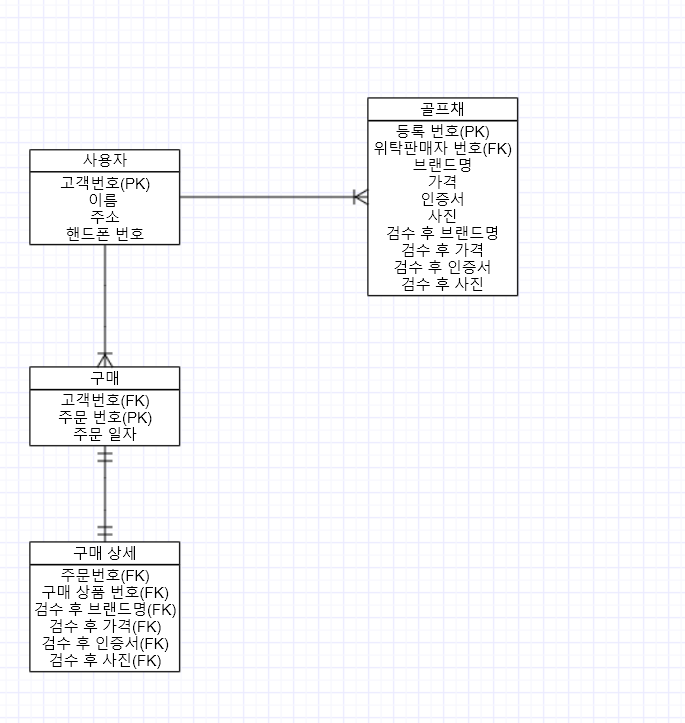 사용자
고객번호(PK)
이름
주소
핸드폰 번호
골프채
등록 번호(PK)
위탁판매자 번호(FK)
브랜드명
가격
인증서
사진
검수 후 브랜드명
검수 후 가격
검수 후 인증서
검수 후 사진
구매
고객번호(FK)
주문 번호(PK)
주문 일자
구매 상세
주문번호(FK)
구매 상품 번호(FK)
검수 후 브랜드명(FK)
검수 후 가격(FK)
검수 후 인증서(FK)
검수 후 사진(FK)